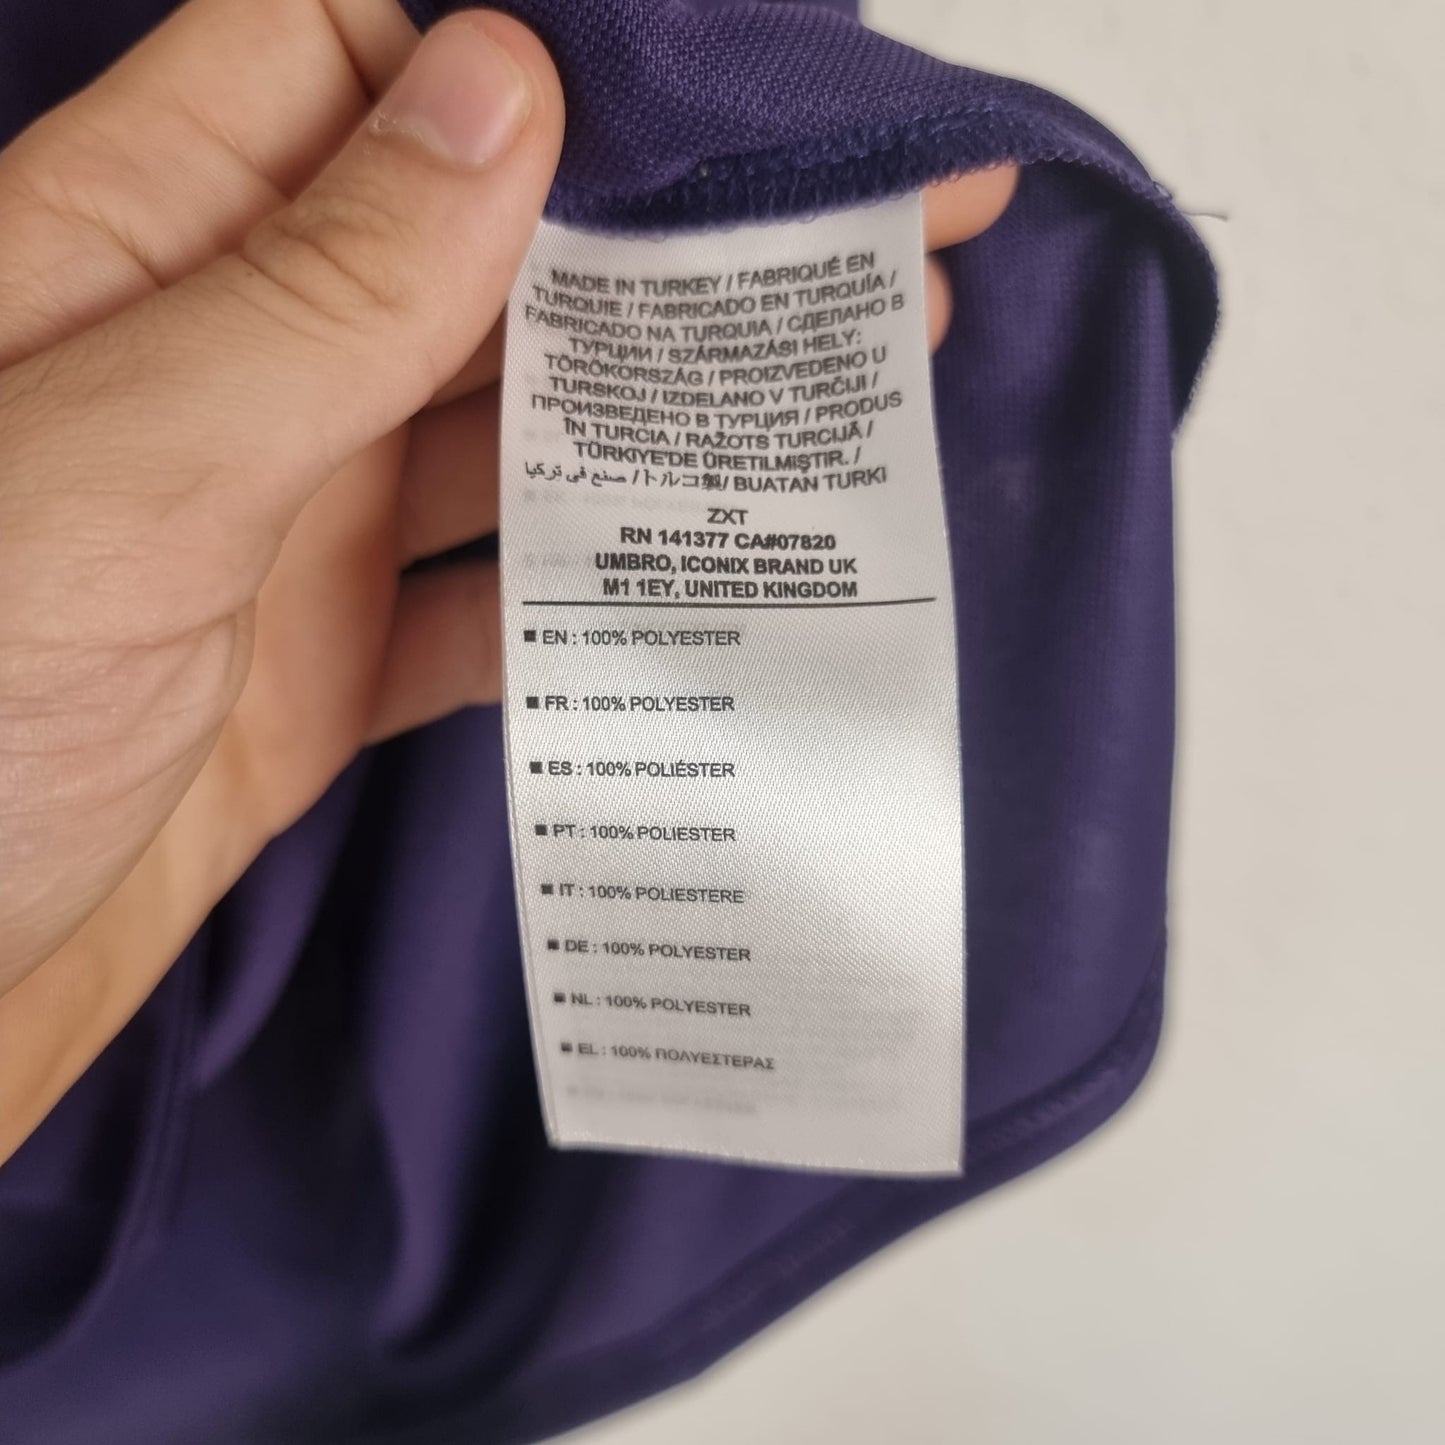 MADE IN TURKEY / FABRIQUÉ EN
TURQUIE / FABRICADO EN TURQUÍA /
FABRICADO NA TURQUIA / СДЕЛАНО В
ТУРЦИИ / SZÁRMAZÁSI HELY:
TÖRÖKORSZÁG / PROIZVEDENO U
TURSKOJ / IZDELANO V TURČIJI /
ПРОИЗВЕДЕНО В ТУРЦИЯ / PRODUS
ÎN TURCIA / RAŽOTS TURCIJĀ /
TÜRKIYE'DE ÜRETILMIŞTIR. /
صنع في تركيا / トルコ製/ BUATAN TURKI
ZXT
RN 141377 CA#07820
UMBRO, ICONIX BRAND UK
M1 1EY, UNITED KINGDOM
■ EN : 100% POLYESTER
■ FR : 100% POLYESTER
■ ES : 100% POLIÉSTER
■ PT : 100% POLIESTER
■ IT : 100% POLIESTERE
■ DE : 100% POLYESTER
■ NL : 100% POLYESTER
■ EL : 100% ΠΟΛΥΕΣΤΕΡΑΣ